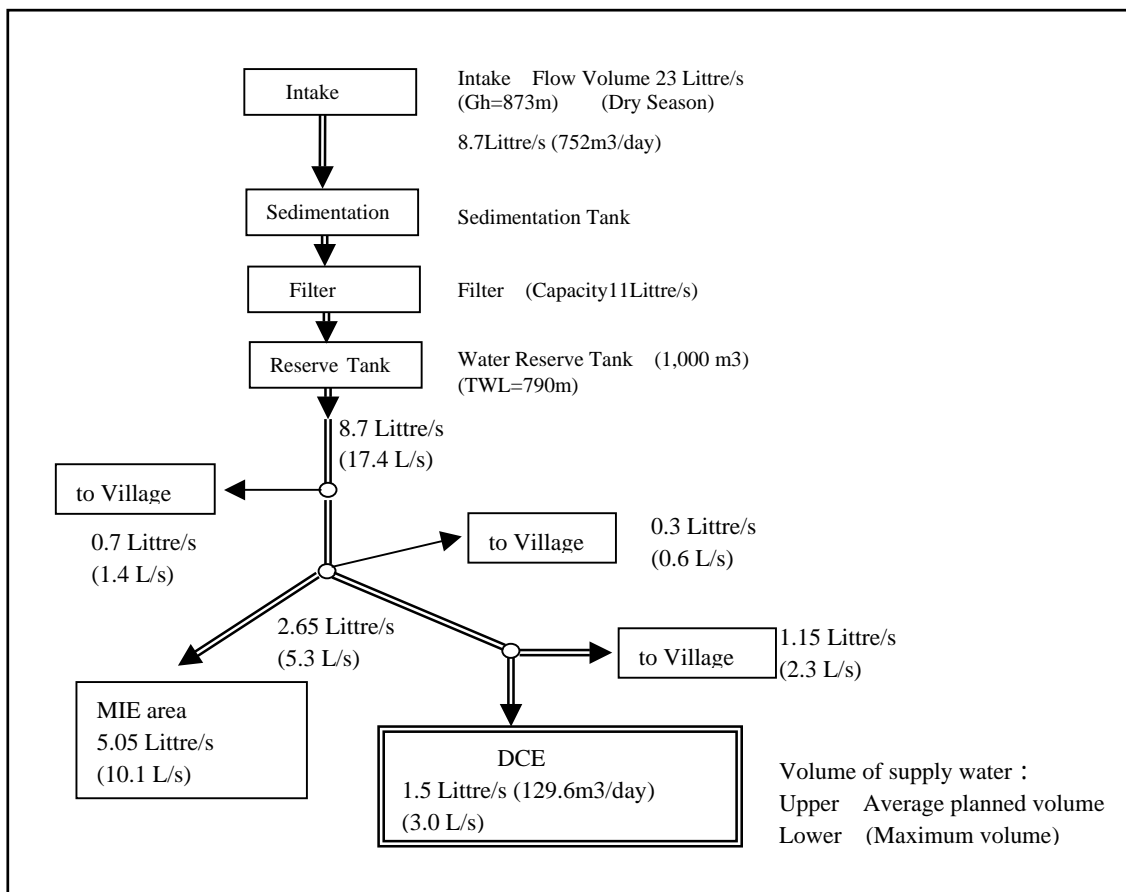 Intake
Intake Flow Volume 23 Littre/s
(Gh=873m) (Dry Season)
8.7Littre/s (752m3/day)
Sedimentation
Sedimentation Tank
Filter
Filter (Capacity11Littre/s)
Reserve Tank
Water Reserve Tank (1,000 m3)
(TWL=790m)
8.7 Littre/s
(17.4 L/s)
to Village
0.7 Littre/s
(1.4 L/s)
to Village
0.3 Littre/s
(0.6 L/s)
2.65 Littre/s
(5.3 L/s)
to Village
1.15 Littre/s
(2.3 L/s)
MIE area
5.05 Littre/s
(10.1 L/s)
DCE
1.5 Littre/s (129.6m3/day)
(3.0 L/s)
Volume of supply water：
Upper Average planned volume
Lower (Maximum volume)